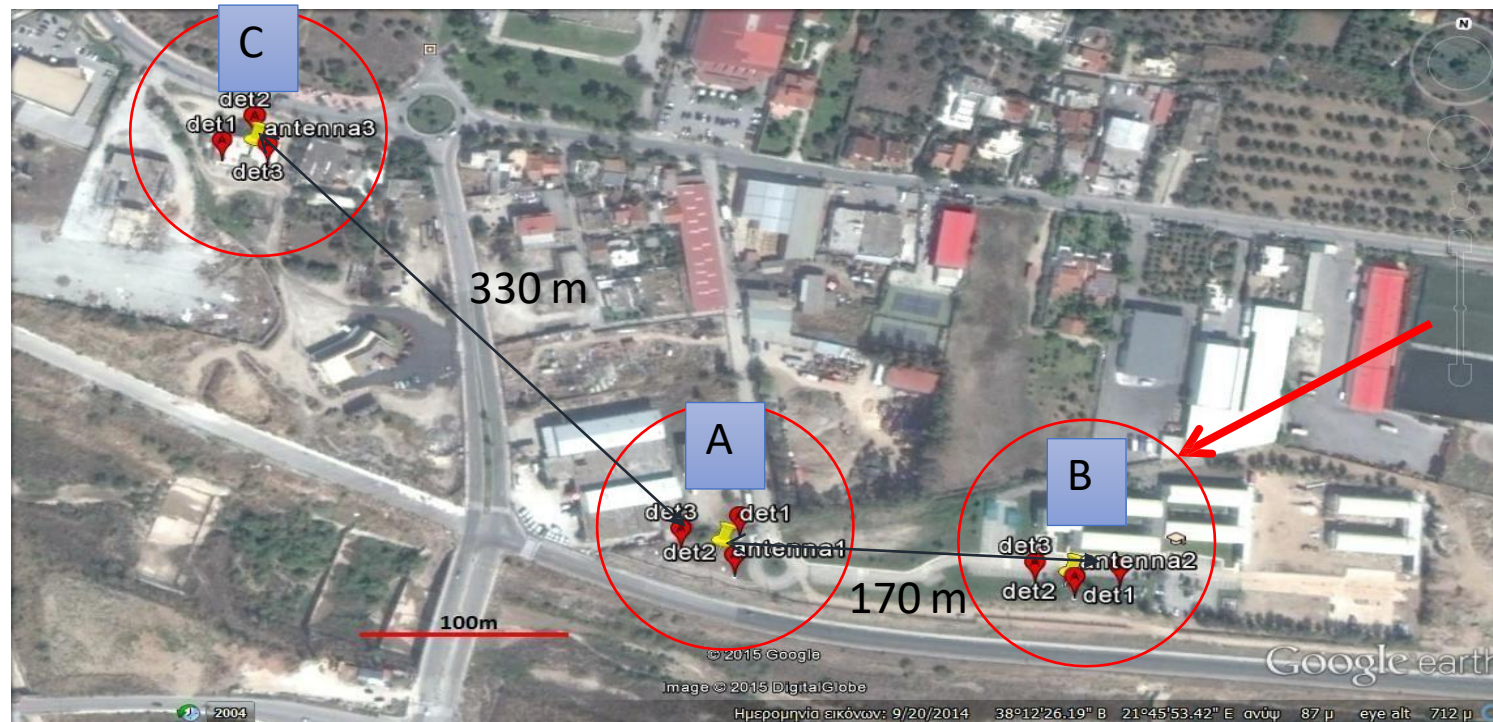 N
C
det2
det1
antenna3
det3
330 m
A
B
det3
det1
det2
antenna1
det3
antenna2
det2
det1
170 m
100m
© 2015 Google
Image © 2015 DigitalGlobe
Google earth
2004
Ημερομηνία εικόνων: 9/20/2014 38°12'26.19" Β 21°45'53.42" Ε ανύψ 87 μ eye alt 712 μ